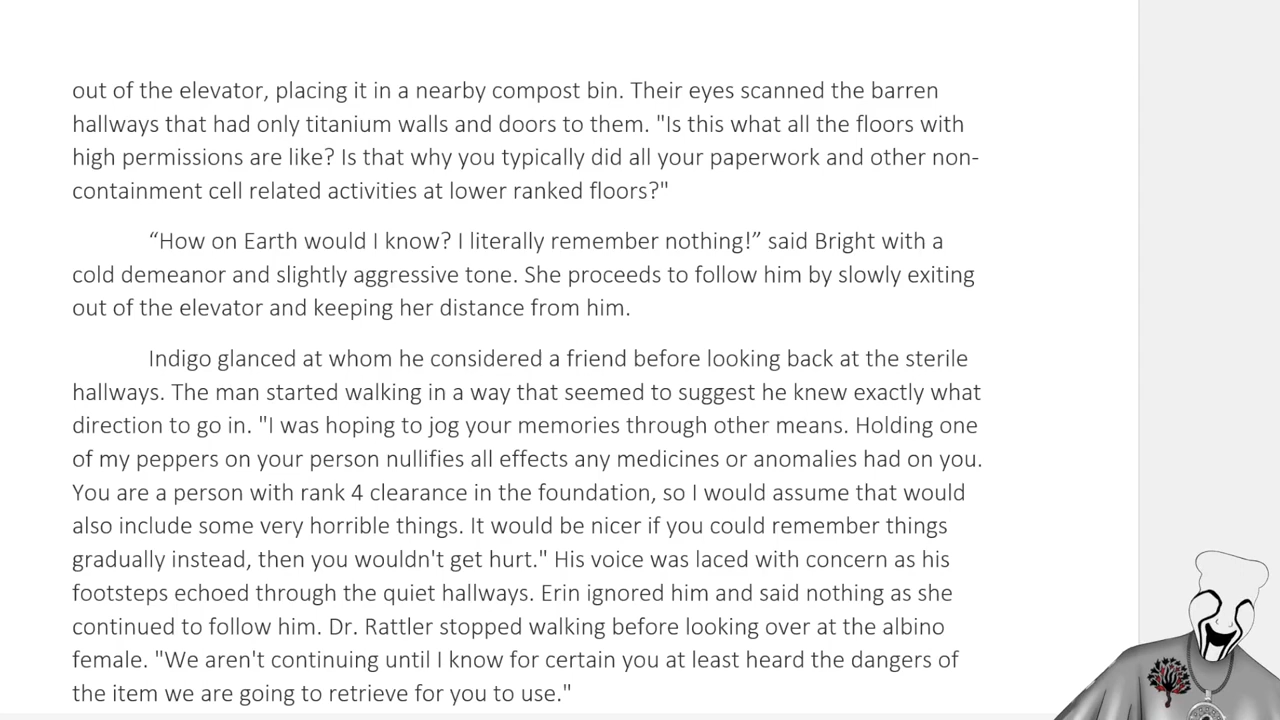 out of the elevator, placing it in a nearby compost bin. Their eyes scanned the barren
hallways that had only titanium walls and doors to them. "Is this what all the floors with
high permissions are like? Is that why you typically did all your paperwork and other non-
containment cell related activities at lower ranked floors?"
“How on Earth would I know? I literally remember nothing!” said Bright with a
cold demeanor and slightly aggressive tone. She proceeds to follow him by slowly exiting
out of the elevator and keeping her distance from him.
Indigo glanced at whom he considered a friend before looking back at the sterile
hallways. The man started walking in a way that seemed to suggest he knew exactly what
direction to go in. "I was hoping to jog your memories through other means. Holding one
of my peppers on your person nullifies all effects any medicines or anomalies had on you.
You are a person with rank 4 clearance in the foundation, so I would assume that would
also include some very horrible things. It would be nicer if you could remember things
gradually instead, then you wouldn't get hurt." His voice was laced with concern as his
footsteps echoed through the quiet hallways. Erin ignored him and said nothing as she
continued to follow him. Dr. Rattler stopped walking before looking over at the albino
female. "We aren't continuing until I know for certain you at least heard the dangers of
the item we are going to retrieve for you to use."